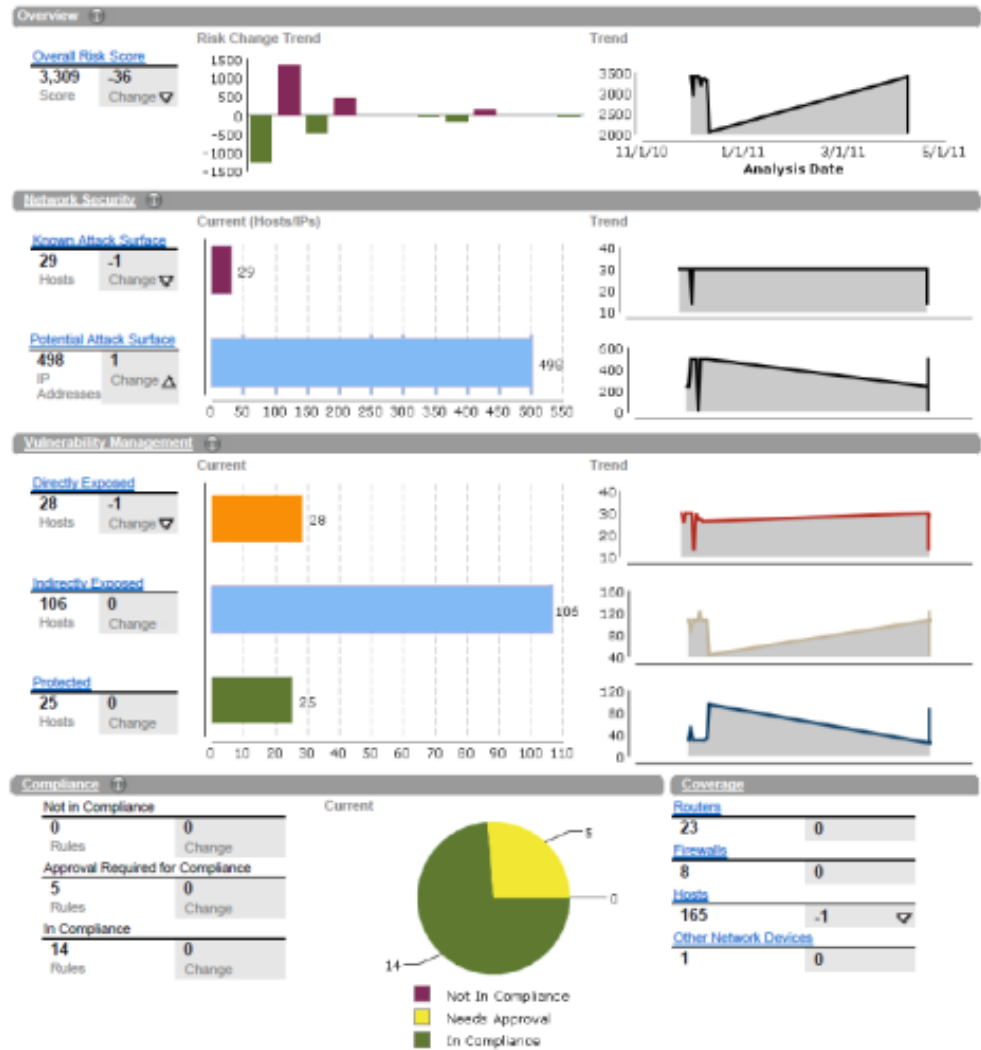 Overview
Overall Risk Score
3,309 -36
Score Change
Risk Change Trend
1500
1000
500
0
-500
-1000
-1500
Trend
3500
3000
2500
2000
11/1/10 1/1/11 3/1/11 5/1/11
Analysis Date
Network Security
Known Attack Surface
29 -1
Hosts Change
Potential Attack Surface
498 1
IP Addresses Change
Current (Hosts/IPs)
29
498
0 50 100 150 200 250 300 350 400 450 500 550
Trend
40
30
20
10
600
400
200
0
Vulnerability Management
Directly Exposed
28 -1
Hosts Change
Indirectly Exposed
106 0
Hosts Change
Protected
25 0
Hosts Change
Current
28
106
25
0 10 20 30 40 50 60 70 80 90 100 110
Trend
40
30
20
10
160
120
80
40
120
80
40
0
Compliance
Not in Compliance
0 0
Rules Change
Approval Required for Compliance
5 0
Rules Change
In Compliance
14 0
Rules Change
Current
5
0
14
Not In Compliance
Needs Approval
In Compliance
Coverage
Routers
23 0
Firewalls
8 0
Hosts
165 -1
Other Network Devices
1 0